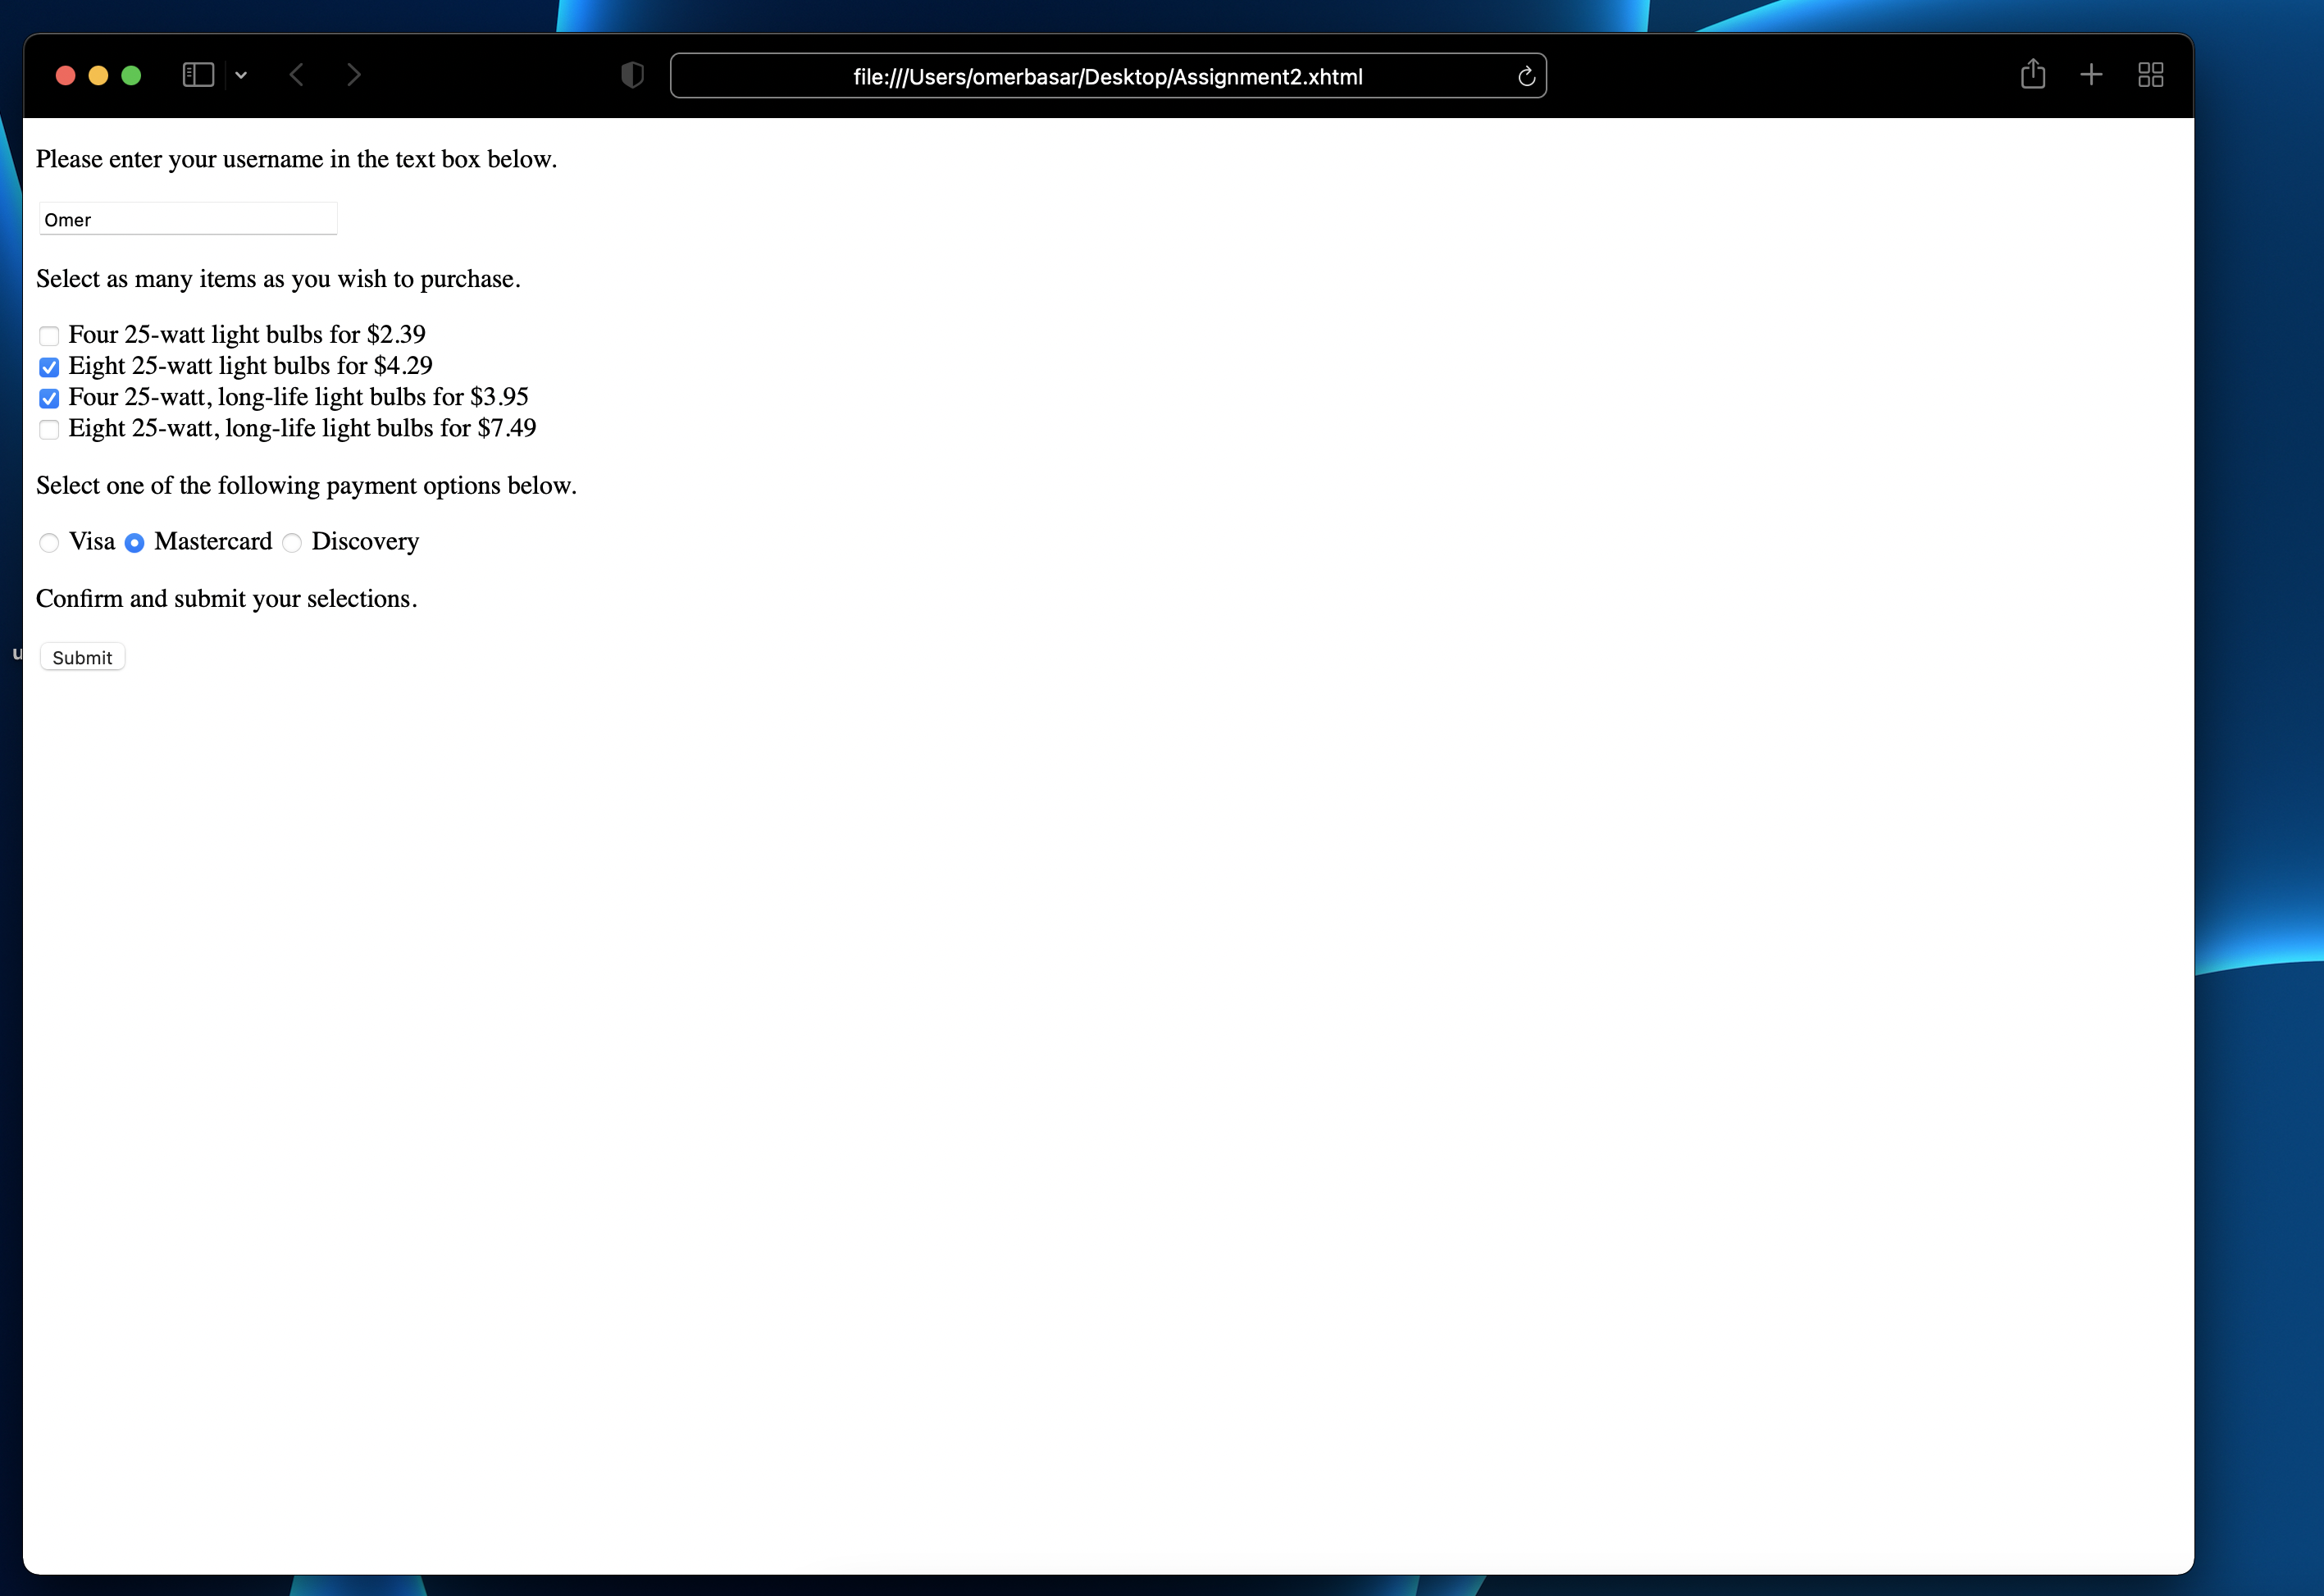 file:///Users/omerbasar/Desktop/Assignment2.xhtml
Please enter your username in the text box below.
Omer
Select as many items as you wish to purchase.
Four 25-watt light bulbs for $2.39
Eight 25-watt light bulbs for $4.29
Four 25-watt, long-life light bulbs for $3.95
Eight 25-watt, long-life light bulbs for $7.49
Select one of the following payment options below.
Visa Mastercard Discovery
Confirm and submit your selections.
Submit